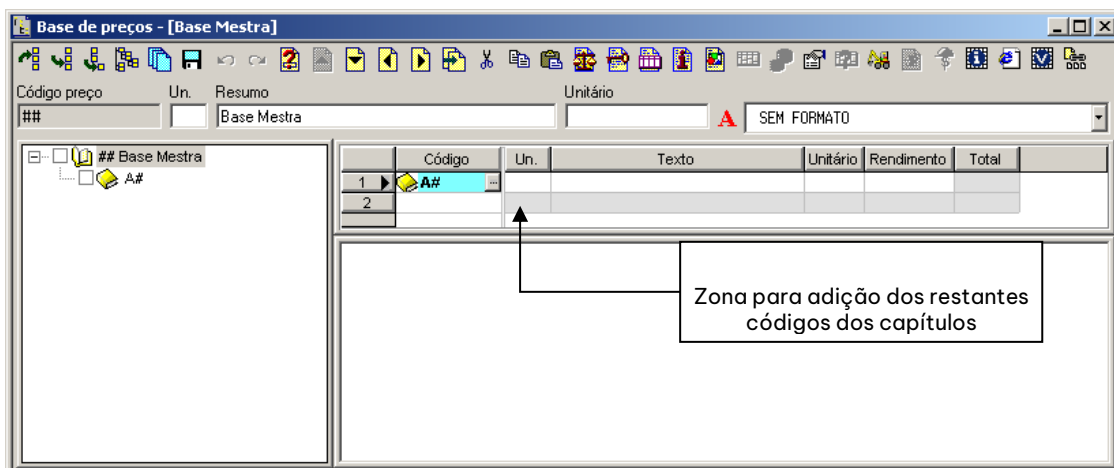 Base de preços - [Base Mestra]
Código preço Un. Resumo Unitário
## Base Mestra A SEM FORMATO
## Base Mestra
A#
Código Un. Texto Unitário Rendimento Total
1 A# ...
2
Zona para adição dos restantes
códigos dos capítulos